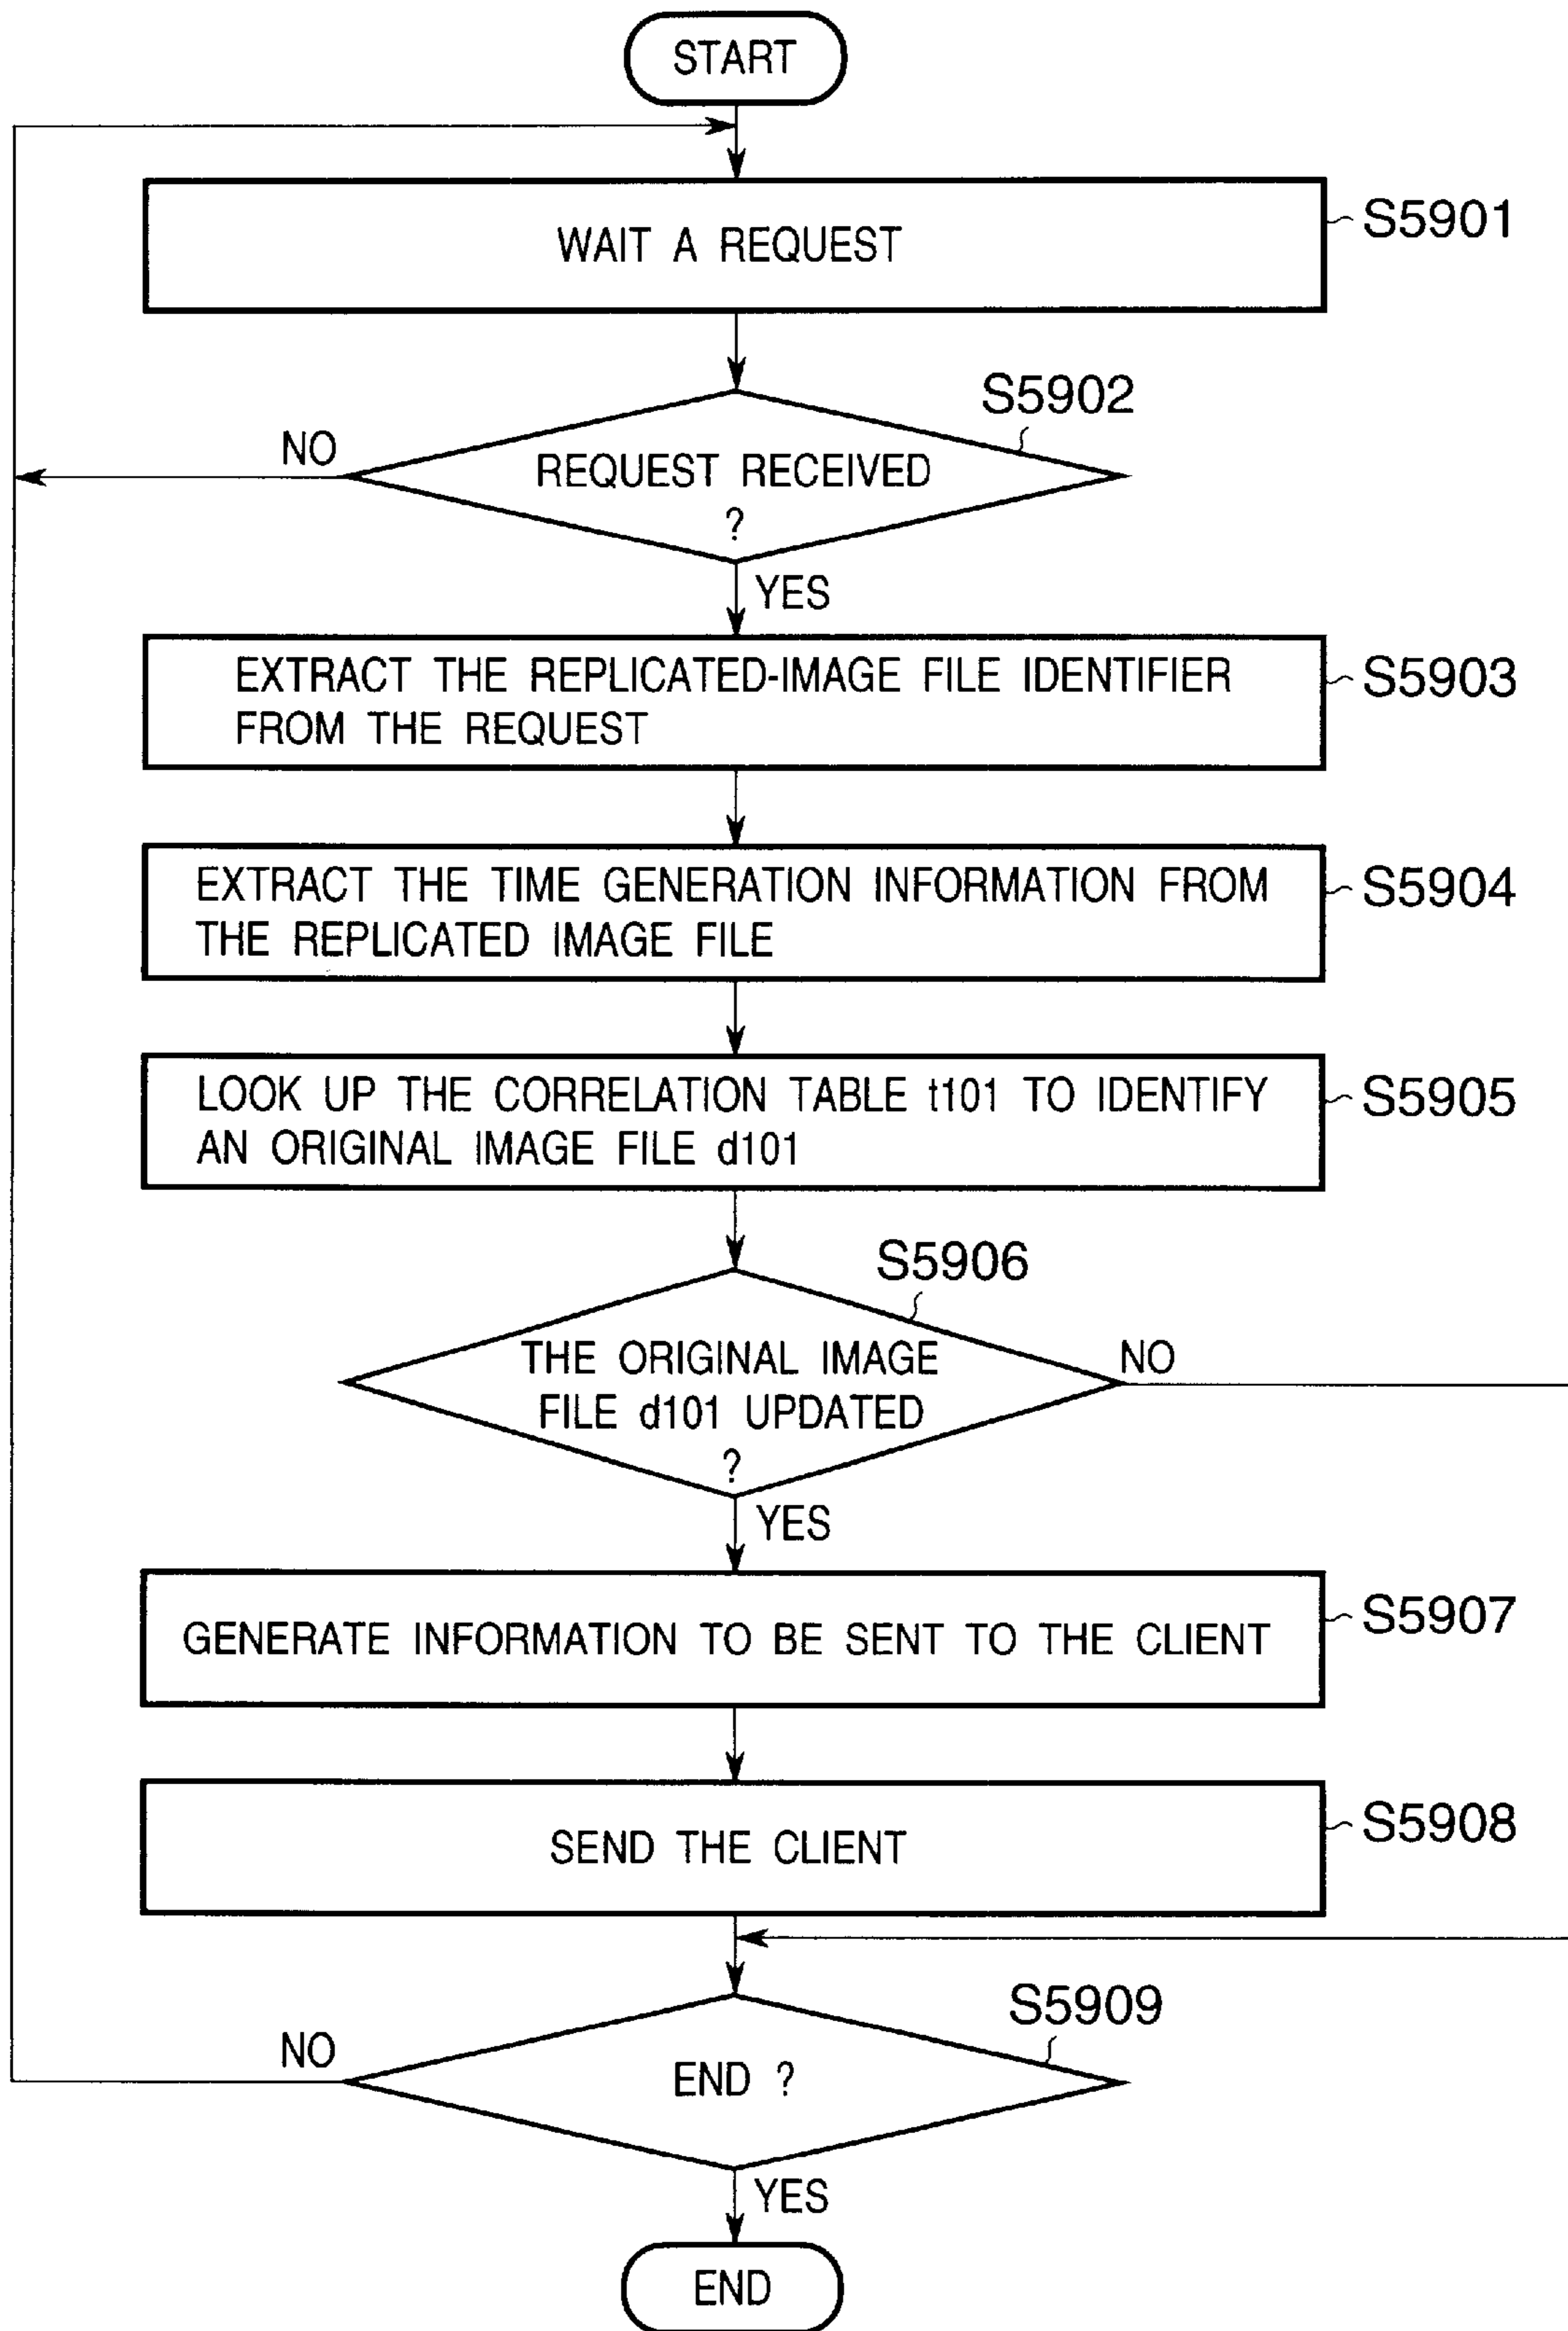 START
WAIT A REQUEST
S5901
S5902
NO
REQUEST RECEIVED
?
YES
EXTRACT THE REPLICATED-IMAGE FILE IDENTIFIER
FROM THE REQUEST
S5903
EXTRACT THE TIME GENERATION INFORMATION FROM
THE REPLICATED IMAGE FILE
S5904
LOOK UP THE CORRELATION TABLE t101 TO IDENTIFY
AN ORIGINAL IMAGE FILE d101
S5905
S5906
THE ORIGINAL IMAGE
FILE d101 UPDATED
?
NO
YES
GENERATE INFORMATION TO BE SENT TO THE CLIENT
S5907
SEND THE CLIENT
S5908
S5909
NO
END ?
YES
END